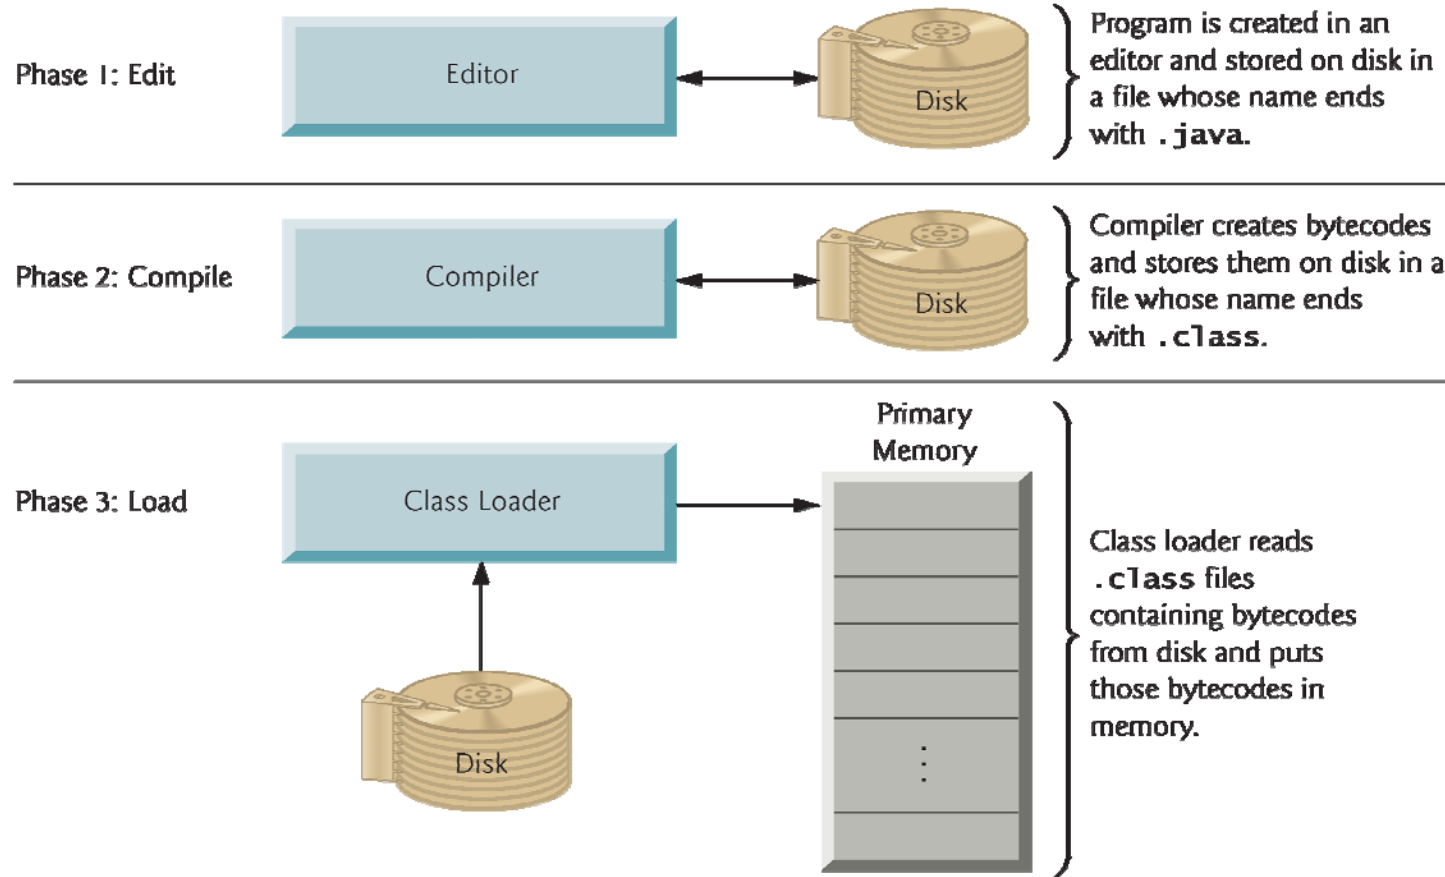 Phase 1: Edit
Editor
Disk
Program is created in an
editor and stored on disk in
a file whose name ends
with .java.
Phase 2: Compile
Compiler
Disk
Compiler creates bytecodes
and stores them on disk in a
file whose name ends
with .class.
Phase 3: Load
Class Loader
Disk
Primary
Memory
Class loader reads
.class files
containing bytecodes
from disk and puts
those bytecodes in
memory.